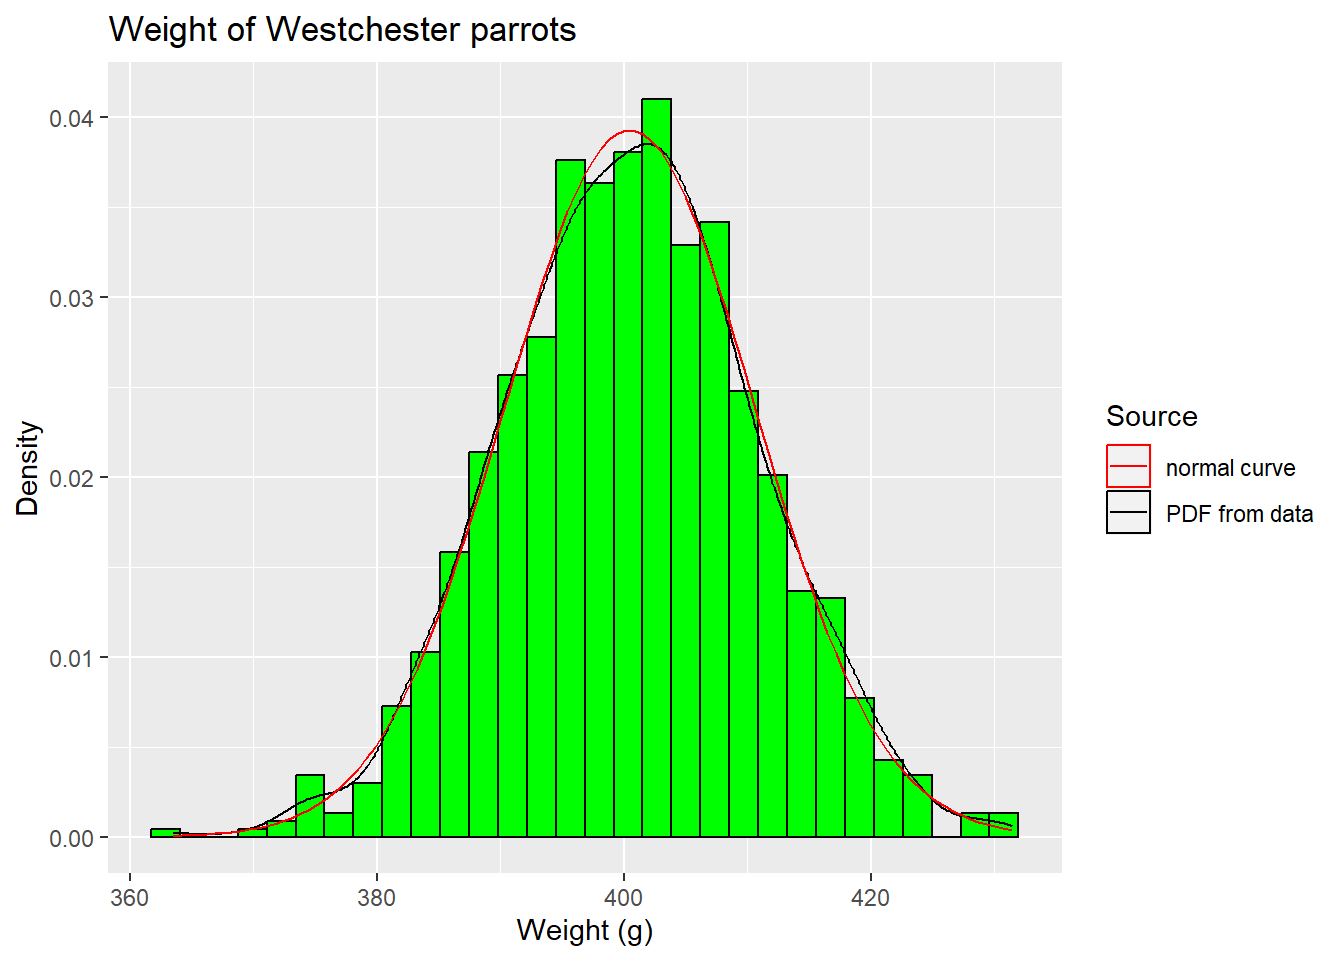 Weight of Westchester parrots
0.04
0.03
0.02
0.01
0.00
Density
360 380 400 420
Weight (g)
Source
normal curve
PDF from data